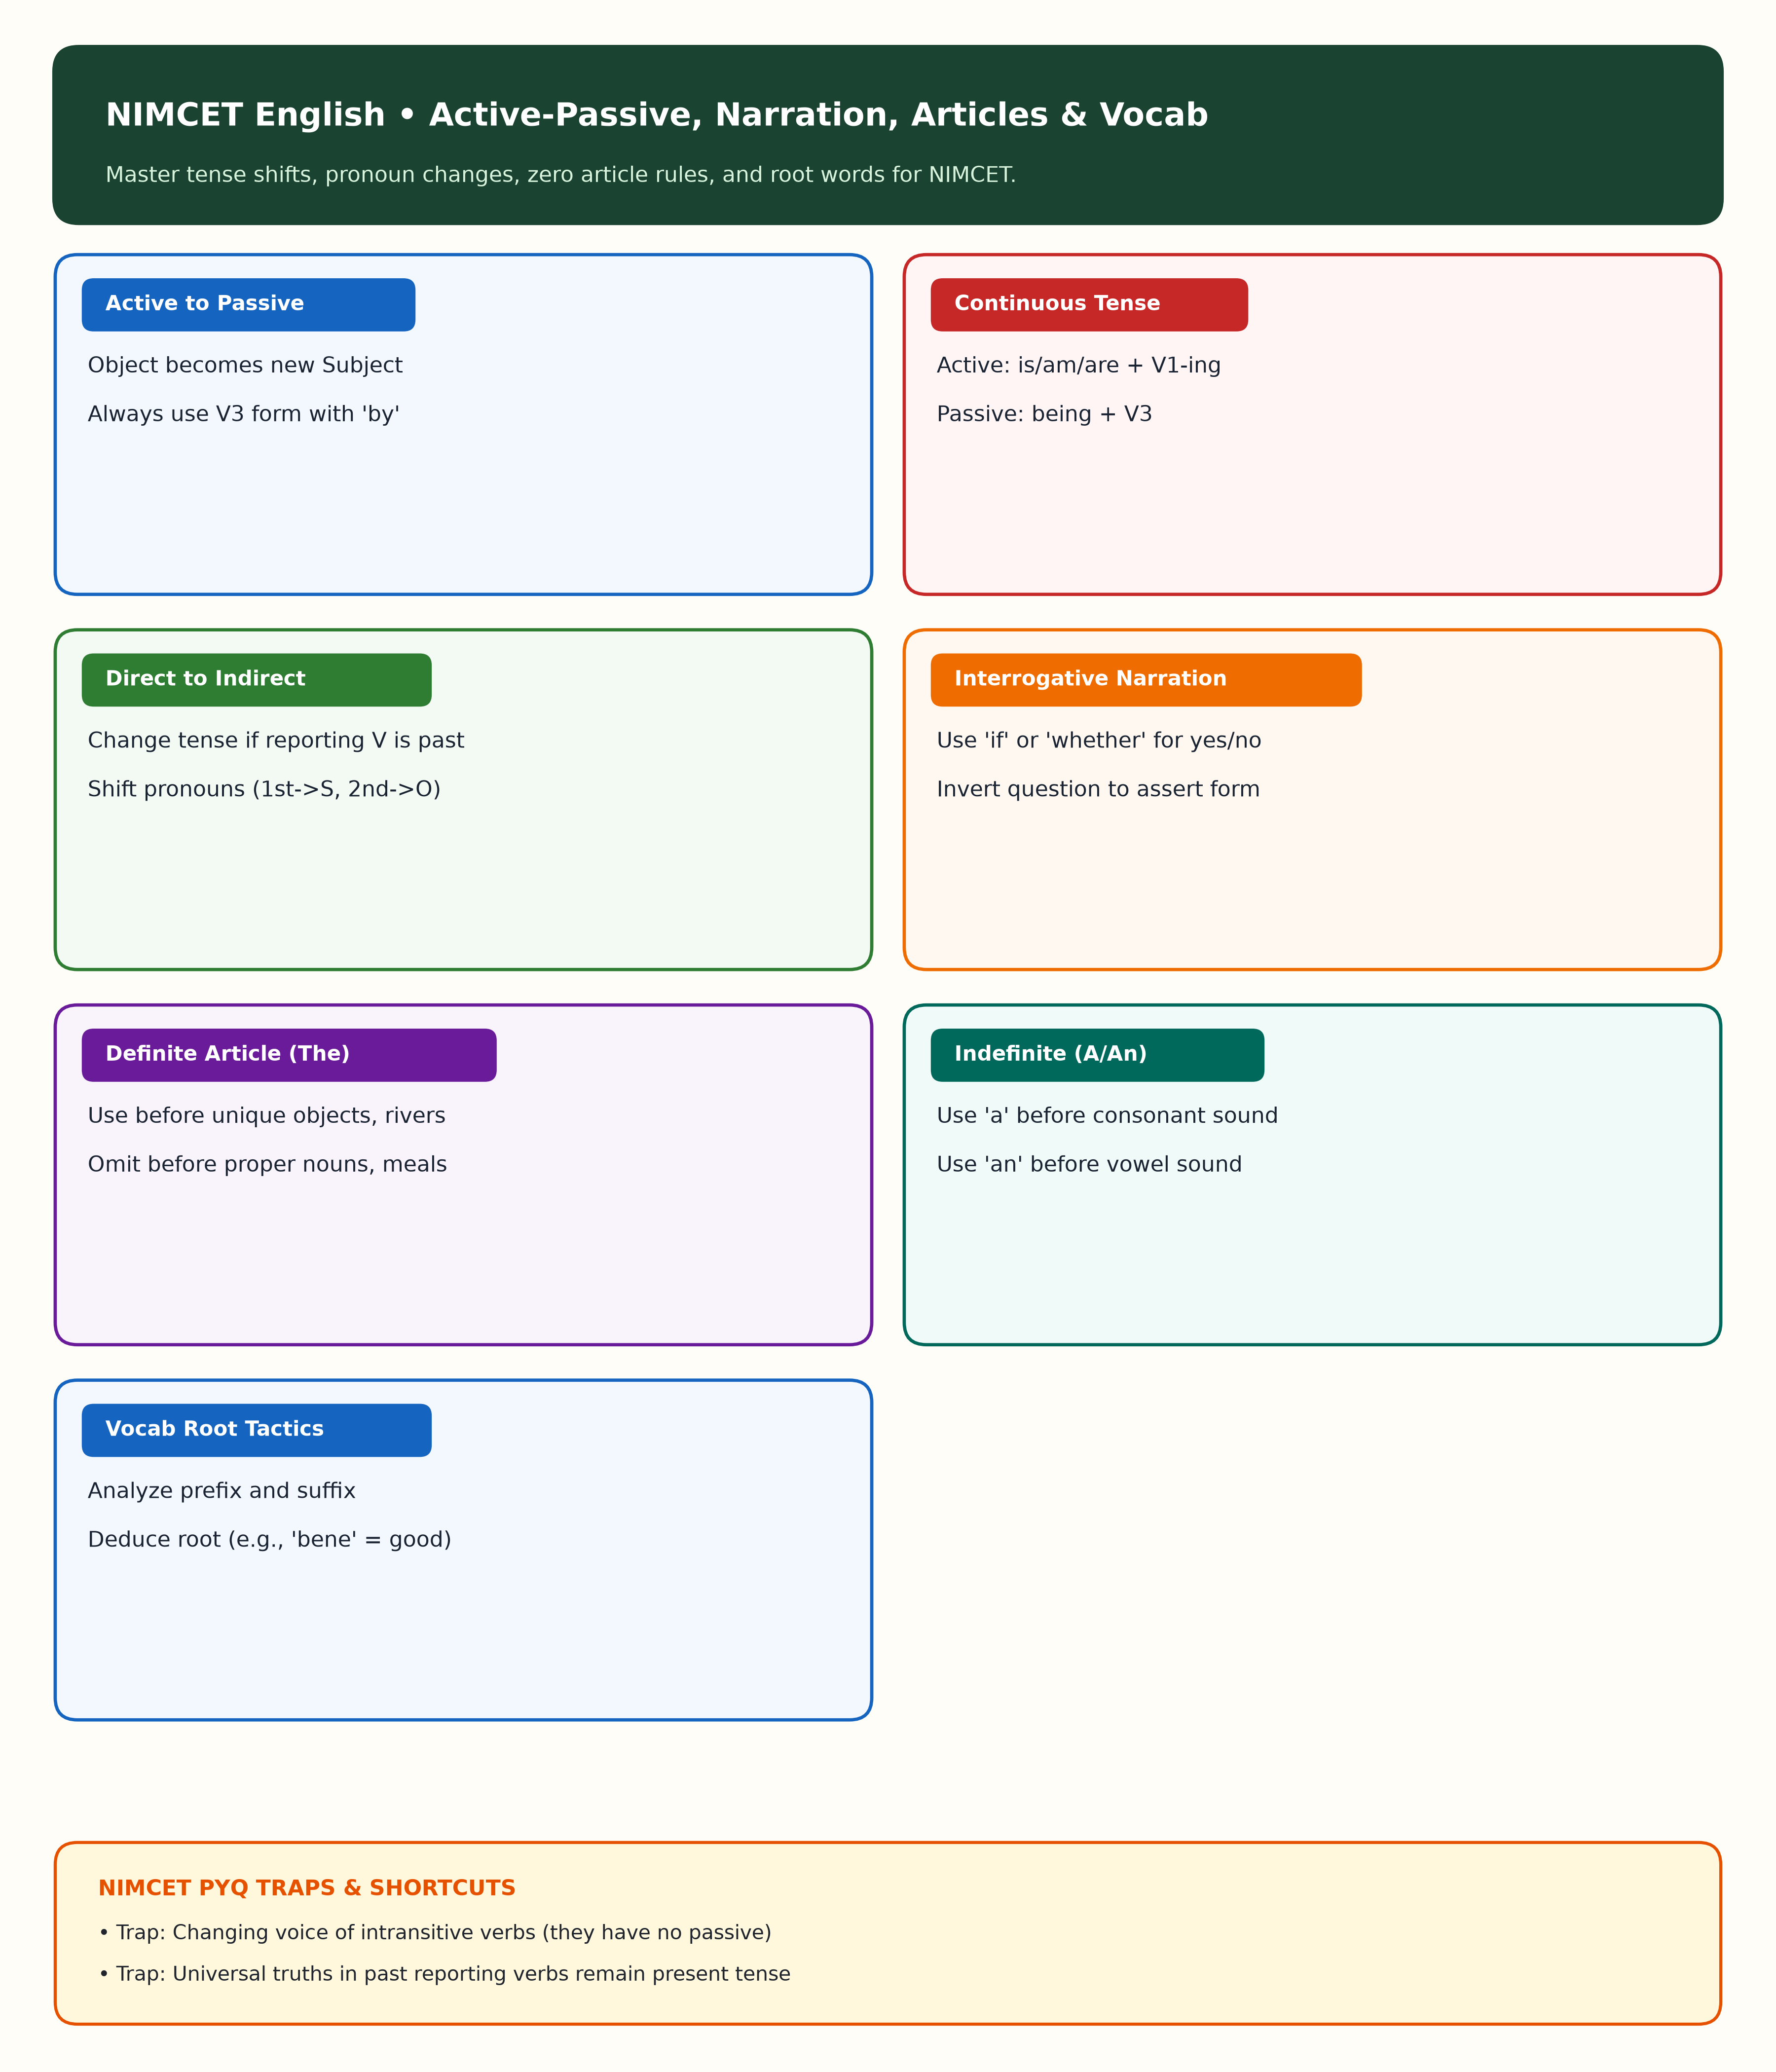 NIMCET English • Active-Passive, Narration, Articles & Vocab
Master tense shifts, pronoun changes, zero article rules, and root words for NIMCET.
Active to Passive
Object becomes new Subject
Always use V3 form with 'by'
Continuous Tense
Active: is/am/are + V1-ing
Passive: being + V3
Direct to Indirect
Change tense if reporting V is past
Shift pronouns (1st->S, 2nd->O)
Interrogative Narration
Use 'if' or 'whether' for yes/no
Invert question to assert form
Definite Article (The)
Use before unique objects, rivers
Omit before proper nouns, meals
Indefinite (A/An)
Use 'a' before consonant sound
Use 'an' before vowel sound
Vocab Root Tactics
Analyze prefix and suffix
Deduce root (e.g., 'bene' = good)
NIMCET PYQ TRAPS & SHORTCUTS
• Trap: Changing voice of intransitive verbs (they have no passive)
• Trap: Universal truths in past reporting verbs remain present tense